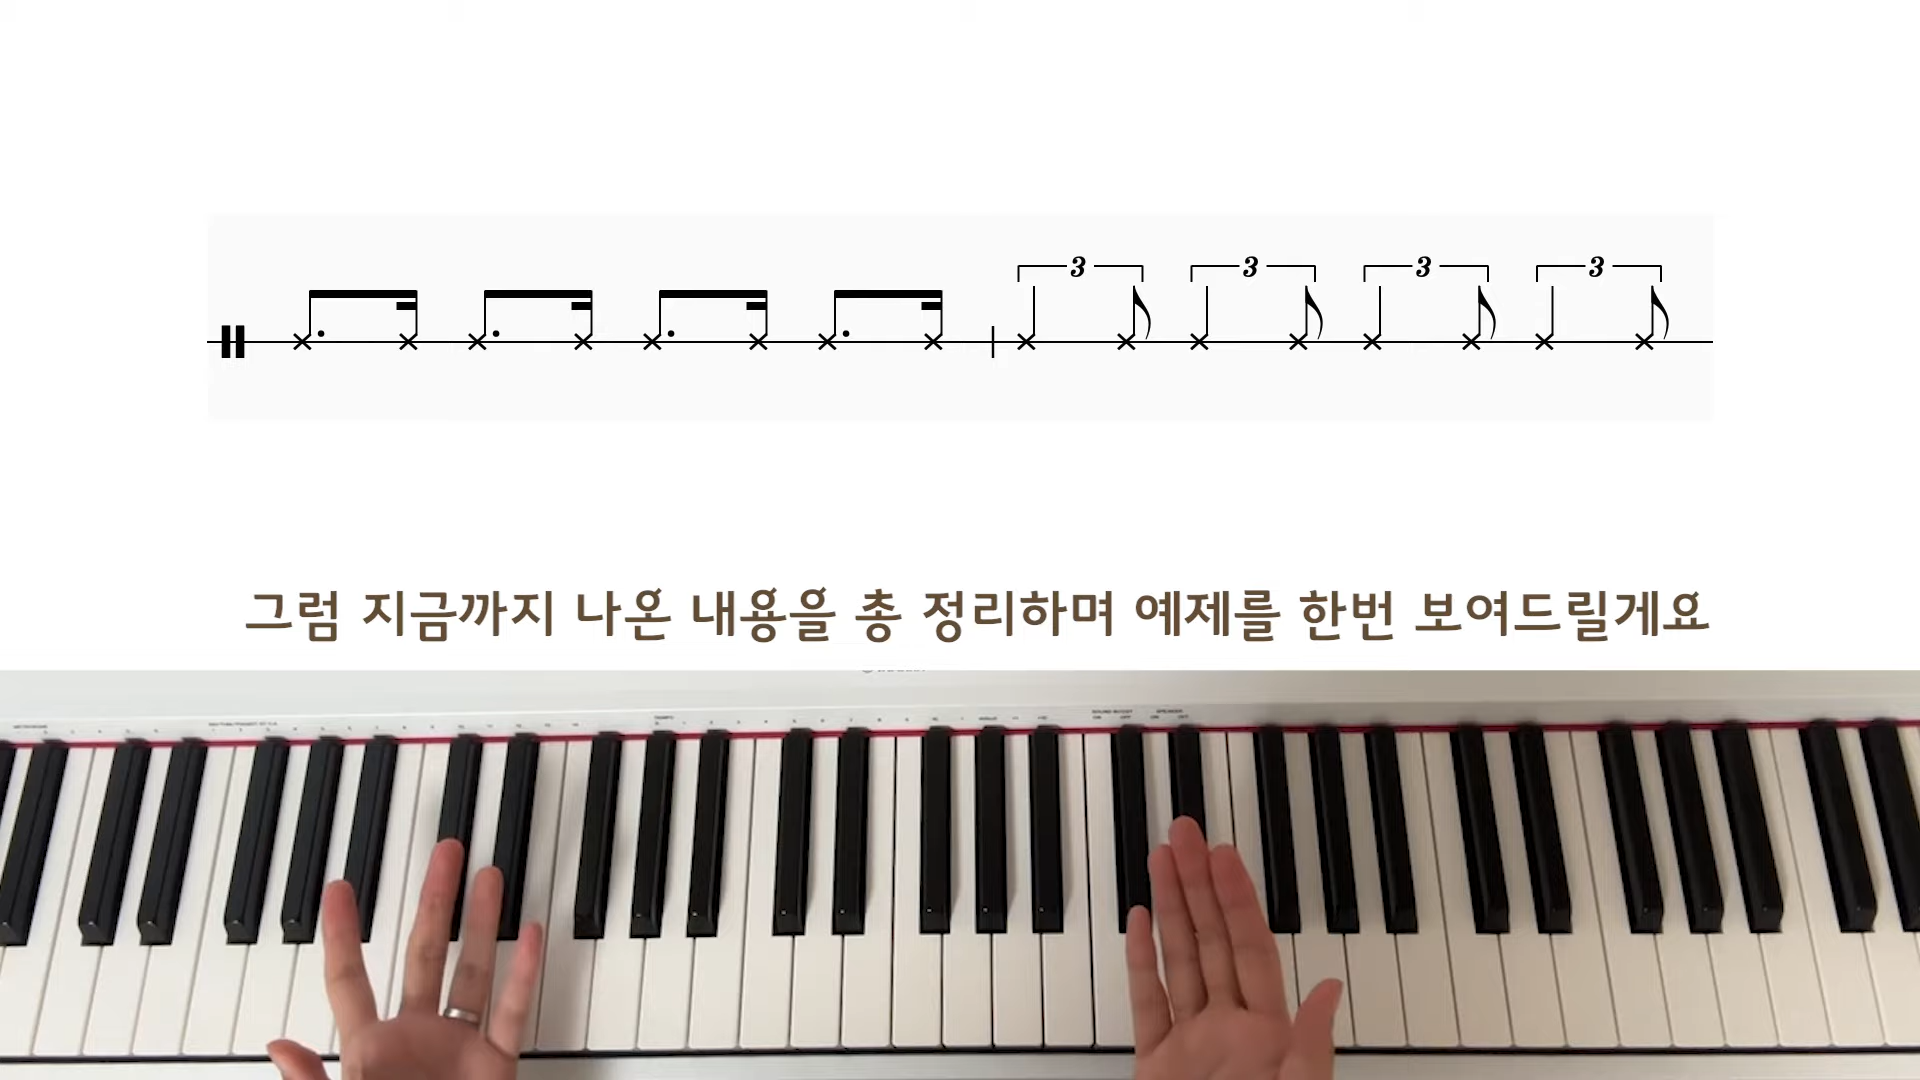 3 3 3 3
그럼 지금까지 나온 내용을 총 정리하며 예제를 한번 보여드릴게요